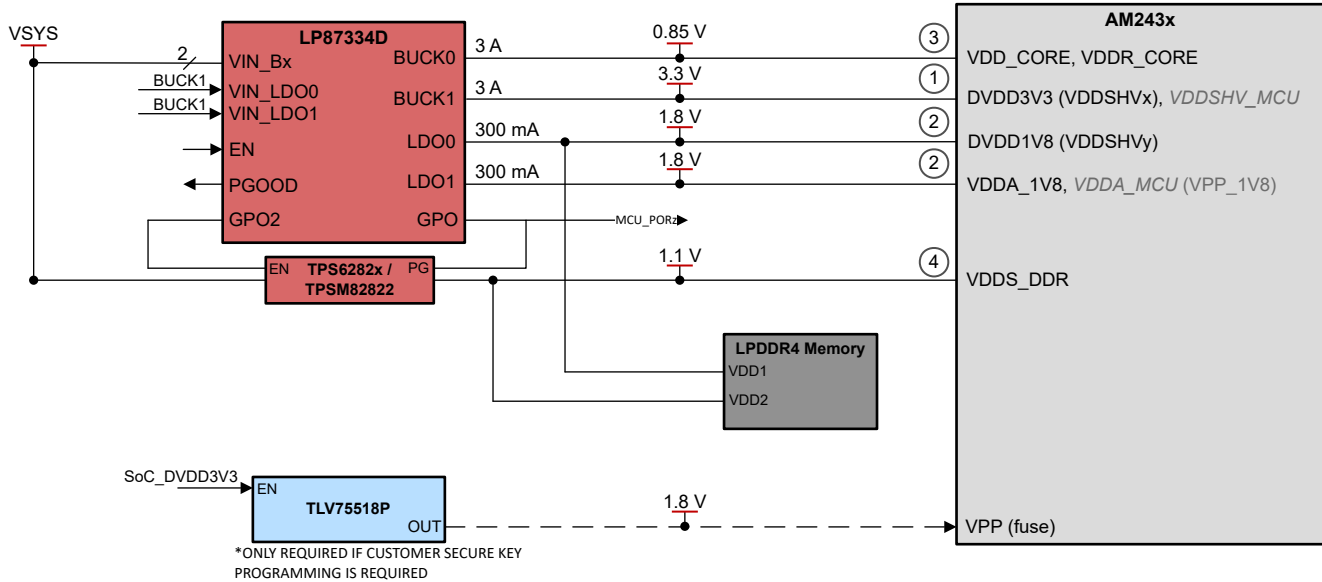 VSYS
LP87334D
AM243x
2
VIN_Bx
BUCK0
3 A
0.85 V
3
VDD_CORE, VDDR_CORE
BUCK1
VIN_LDO0
BUCK1
3 A
3.3 V
1
DVDD3V3 (VDDSHVx), VDDSHV_MCU
BUCK1
VIN_LDO1
LDO0
300 mA
1.8 V
2
DVDD1V8 (VDDSHVy)
EN
LDO1
300 mA
1.8 V
2
VDDA_1V8, VDDA_MCU (VPP_1V8)
PGOOD
GPO2
GPO
MCU_PORz
EN
TPS6282x /
TPSM82822
PG
1.1 V
4
VDDS_DDR
LPDDR4 Memory
VDD1
VDD2
SoC_DVDD3V3
EN
TLV75518P
OUT
1.8 V
VPP (fuse)
*ONLY REQUIRED IF CUSTOMER SECURE KEY
PROGRAMMING IS REQUIRED